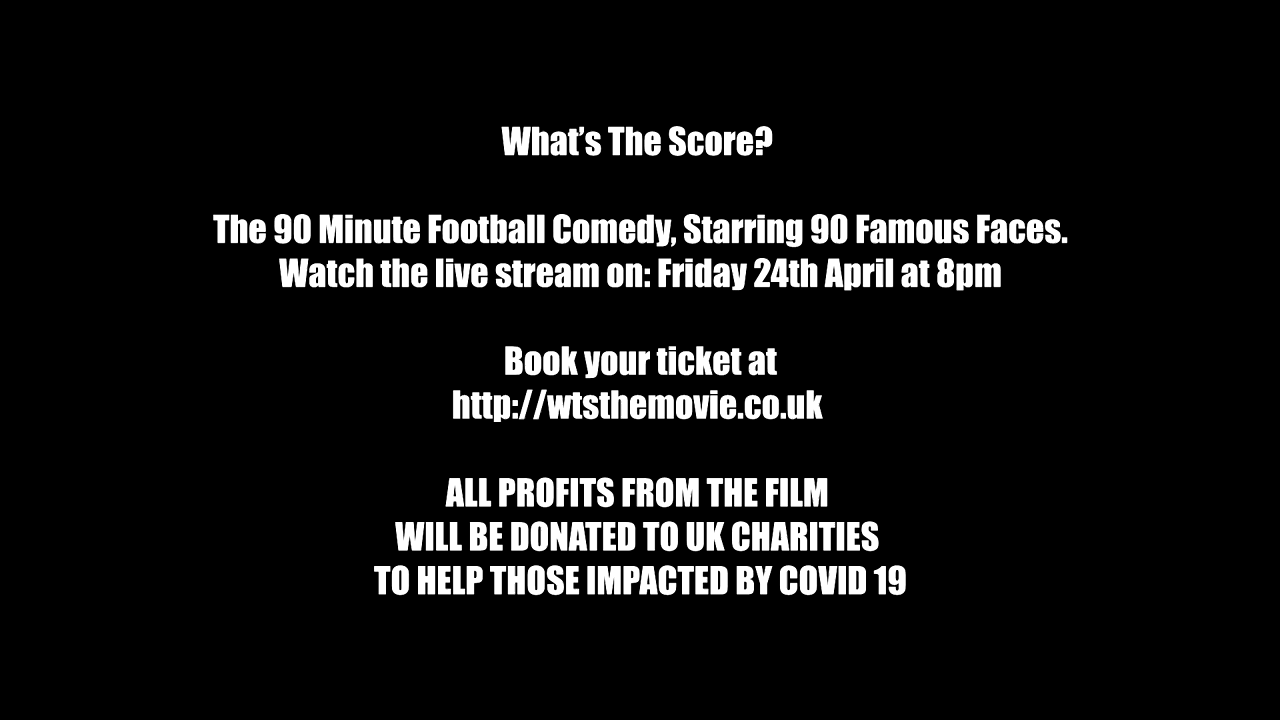 What’s The Score?
The 90 Minute Football Comedy, Starring 90 Famous Faces.
Watch the live stream on: Friday 24th April at 8pm
Book your ticket at
http://wtsthemovie.co.uk
ALL PROFITS FROM THE FILM
WILL BE DONATED TO UK CHARITIES
TO HELP THOSE IMPACTED BY COVID 19